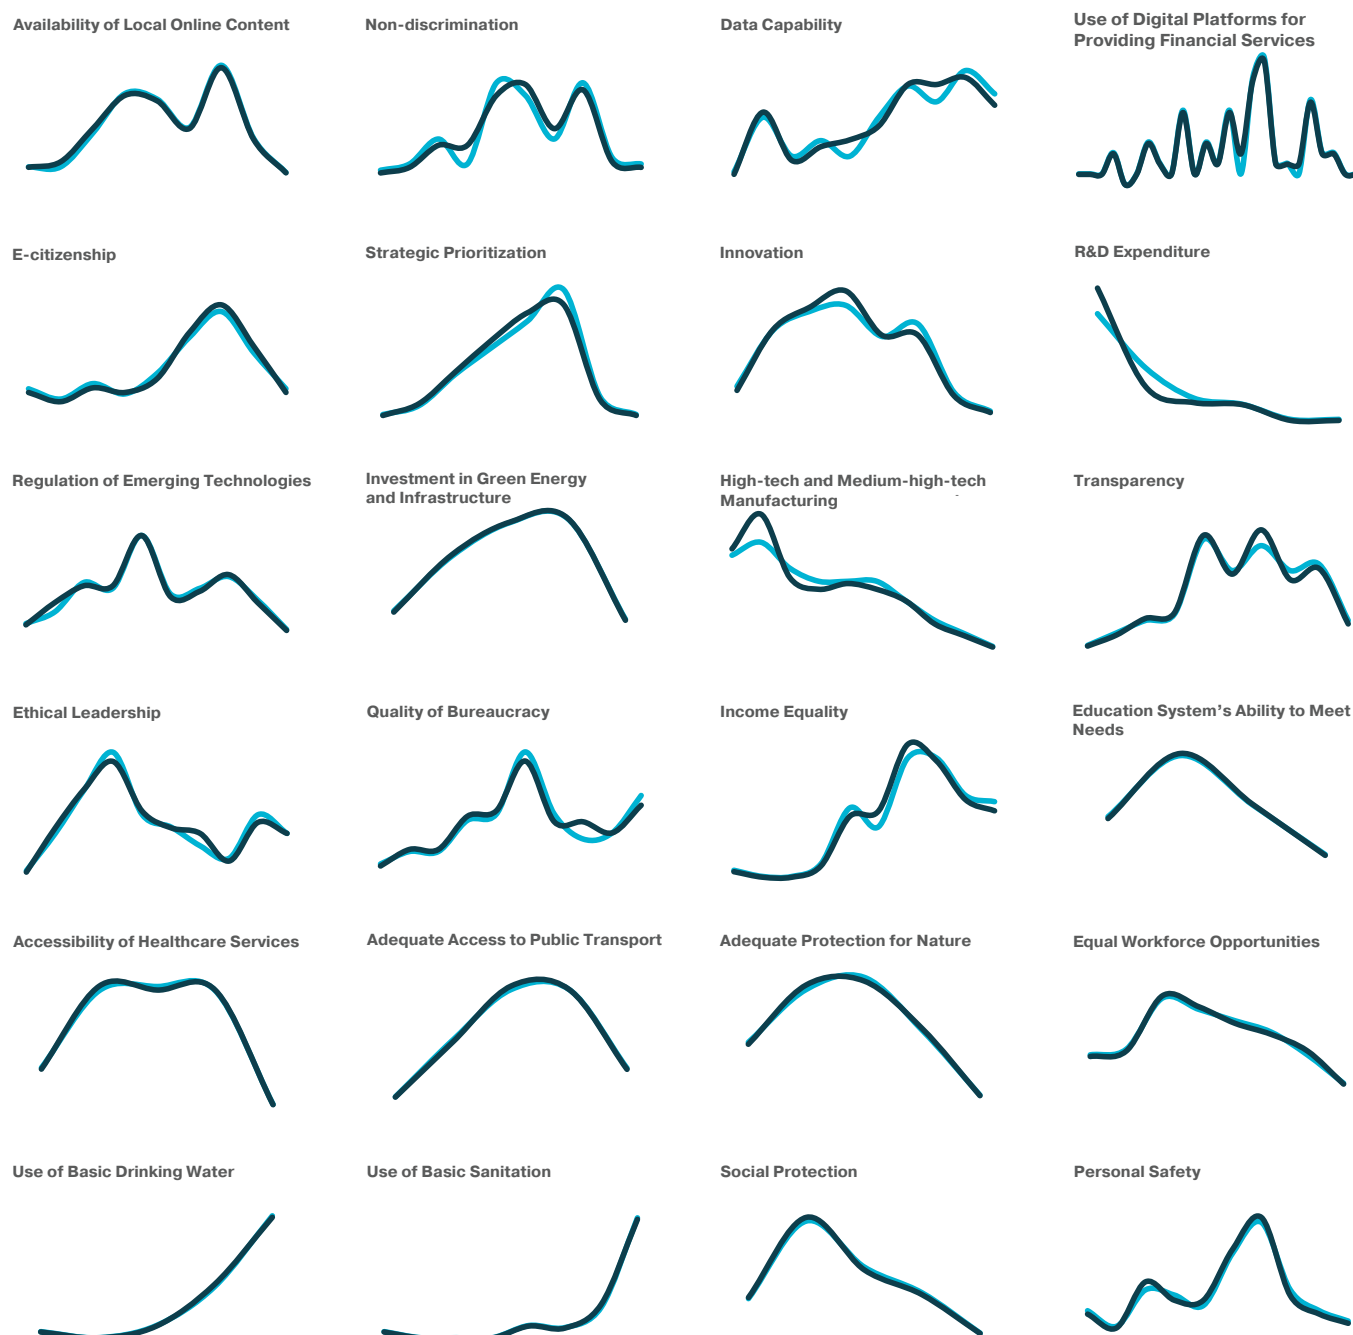 Availability of Local Online Content
Non-discrimination
Data Capability
Use of Digital Platforms for
Providing Financial Services
E-citizenship
Strategic Prioritization
Innovation
R&D Expenditure
Regulation of Emerging Technologies
Investment in Green Energy
and Infrastructure
High-tech and Medium-high-tech
Manufacturing
Transparency
Ethical Leadership
Quality of Bureaucracy
Income Equality
Education System's Ability to Meet
Needs
Accessibility of Healthcare Services
Adequate Access to Public Transport
Adequate Protection for Nature
Equal Workforce Opportunities
Use of Basic Drinking Water
Use of Basic Sanitation
Social Protection
Personal Safety